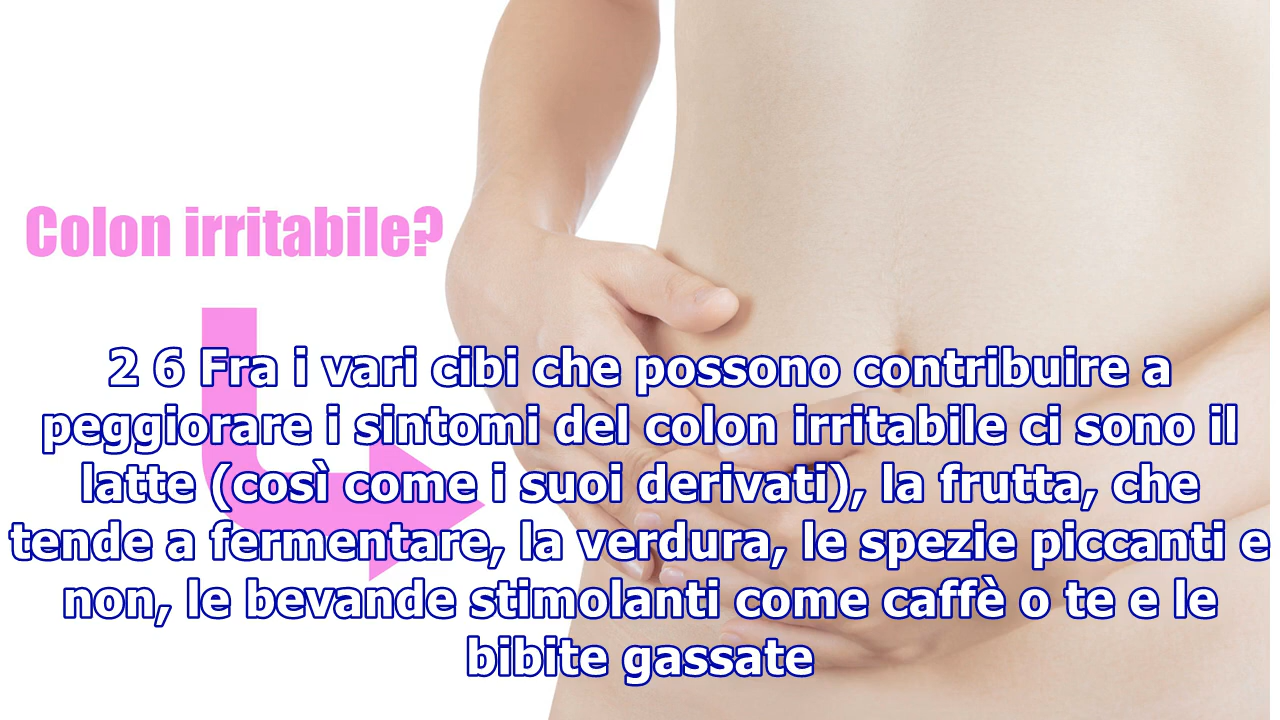 Colon irritabile?
2 6 Fra i vari cibi che possono contribuire a
peggiorare i sintomi del colon irritabile ci sono il
latte (così come i suoi derivati), la frutta, che
tende a fermentare, la verdura, le spezie piccanti e
non, le bevande stimolanti come caffè o te e le
bibite gassate